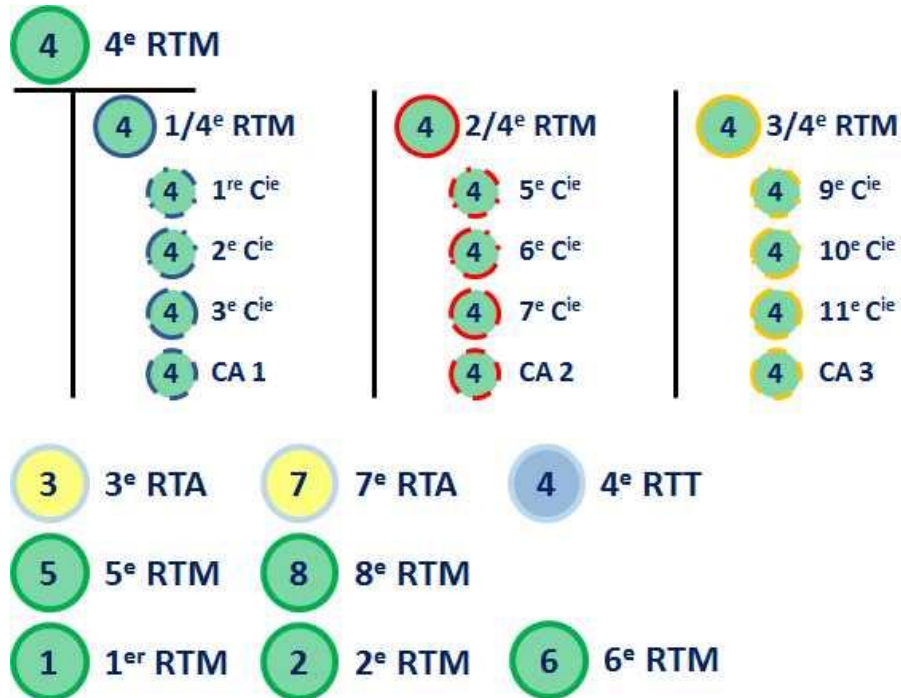 4 4ᵉ RTM
4 1/4ᵉ RTM 4 2/4ᵉ RTM 4 3/4ᵉ RTM
4 1ʳᵉ Cⁱᵉ 4 5ᵉ Cⁱᵉ 4 9ᵉ Cⁱᵉ
4 2ᵉ Cⁱᵉ 4 6ᵉ Cⁱᵉ 4 10ᵉ Cⁱᵉ
4 3ᵉ Cⁱᵉ 4 7ᵉ Cⁱᵉ 4 11ᵉ Cⁱᵉ
4 CA 1 4 CA 2 4 CA 3
3 3ᵉ RTA 7 7ᵉ RTA 4 4ᵉ RTT
5 5ᵉ RTM 8 8ᵉ RTM
1 1ᵉʳ RTM 2 2ᵉ RTM 6 6ᵉ RTM